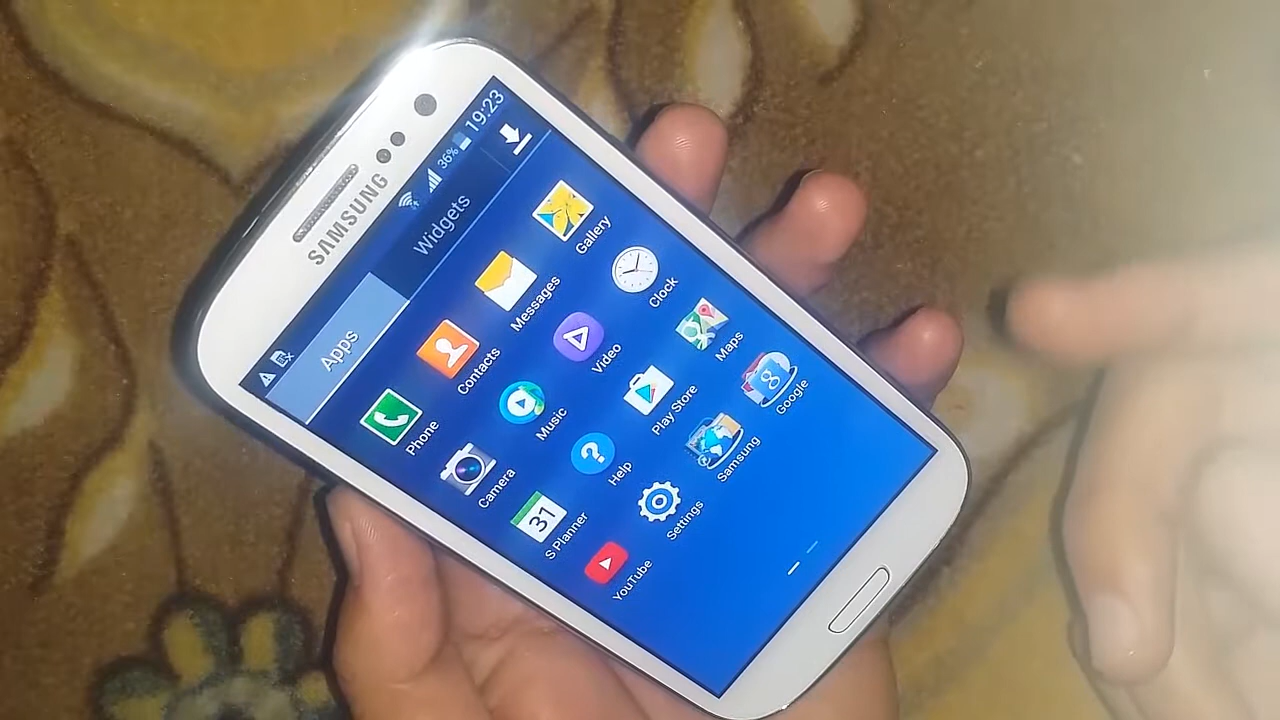 SAMSUNG
36% 19:23
Apps Widgets
Phone Contacts Messages Gallery
Camera Music Video Clock
31
S Planner Help Play Store Maps
g
YouTube Settings Samsung Google